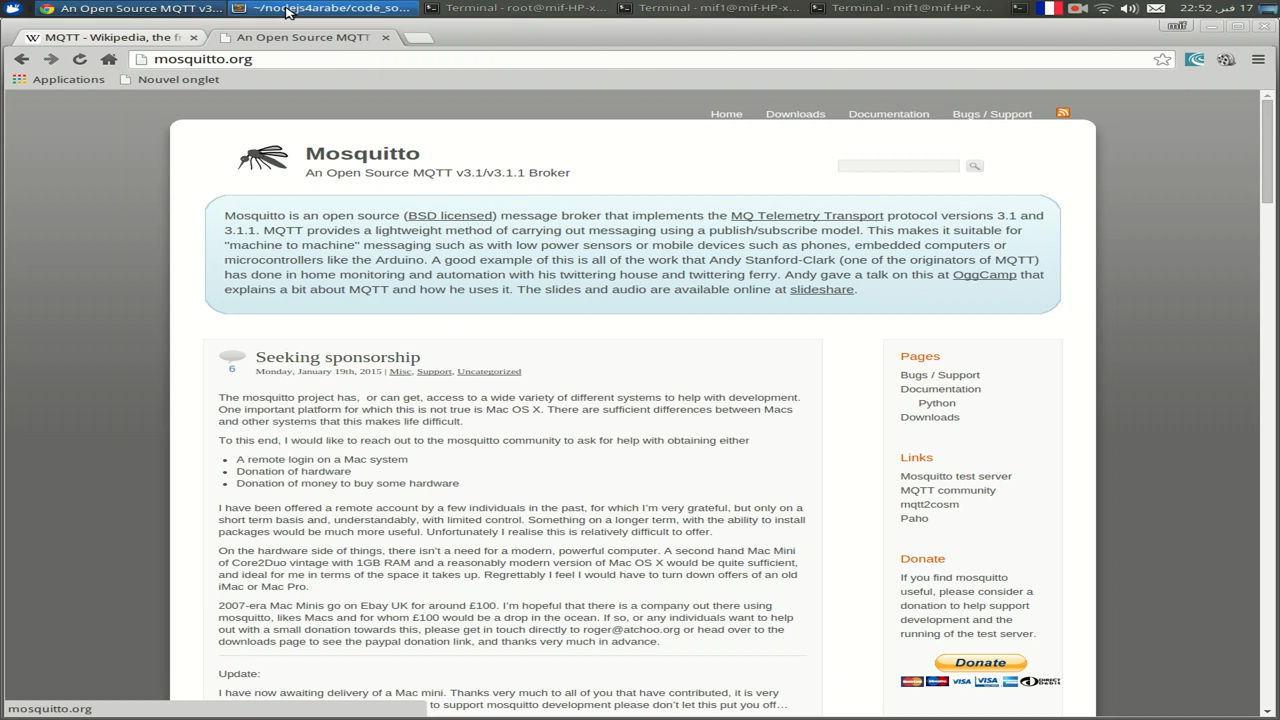 An Open Source MQTT v3....
~/nodejs4arabe/code_so...
Terminal - root@mif-HP-x...
Terminal - mif1@mif-HP-x...
Terminal - mif1@mif-HP-x...
22:52 ,17 فبر
MQTT - Wikipedia, the fr
An Open Source MQTT
mif
mosquitto.org
Applications
Nouvel onglet
Home
Downloads
Documentation
Bugs / Support
Mosquitto
An Open Source MQTT v3.1/v3.1.1 Broker
Mosquitto is an open source (BSD licensed) message broker that implements the MQ Telemetry Transport protocol versions 3.1 and
3.1.1. MQTT provides a lightweight method of carrying out messaging using a publish/subscribe model. This makes it suitable for
"machine to machine" messaging such as with low power sensors or mobile devices such as phones, embedded computers or
microcontrollers like the Arduino. A good example of this is all of the work that Andy Stanford-Clark (one of the originators of MQTT)
has done in home monitoring and automation with his twittering house and twittering ferry. Andy gave a talk on this at OggCamp that
explains a bit about MQTT and how he uses it. The slides and audio are available online at slideshare.
6
Seeking sponsorship
Monday, January 19th, 2015 | Misc, Support, Uncategorized
The mosquitto project has, or can get, access to a wide variety of different systems to help with development.
One important platform for which this is not true is Mac OS X. There are sufficient differences between Macs
and other systems that this makes life difficult.
To this end, I would like to reach out to the mosquitto community to ask for help with obtaining either
• A remote login on a Mac system
• Donation of hardware
• Donation of money to buy some hardware
I have been offered a remote account by a few individuals in the past, for which I'm very grateful, but only on a
short term basis and, understandably, with limited control. Something on a longer term, with the ability to install
packages would be much more useful. Unfortunately I realise this is relatively difficult to offer.
On the hardware side of things, there isn't a need for a modern, powerful computer. A second hand Mac Mini
of Core2Duo vintage with 1GB RAM and a reasonably modern version of Mac OS X would be quite sufficient,
and ideal for me in terms of the space it takes up. Regrettably I feel I would have to turn down offers of an old
iMac or Mac Pro.
2007-era Mac Minis go on Ebay UK for around £100. I'm hopeful that there is a company out there using
mosquitto, likes Macs and for whom £100 would be a drop in the ocean. If so, or any individuals want to help
out with a small donation towards this, please get in touch directly to roger@atchoo.org or head over to the
downloads page to see the paypal donation link, and thanks very much in advance.
Update:
I have now awaiting delivery of a Mac mini. Thanks very much to all of you that have contributed, it is very
to support mosquitto development please don't let this put you off...
Pages
Bugs / Support
Documentation
Python
Downloads
Links
Mosquitto test server
MQTT community
mqtt2cosm
Paho
Donate
If you find mosquitto
useful, please consider a
donation to help support
development and the
running of the test server.
Donate
VISA
VISA
DIRECT
Debit
mosquitto.org